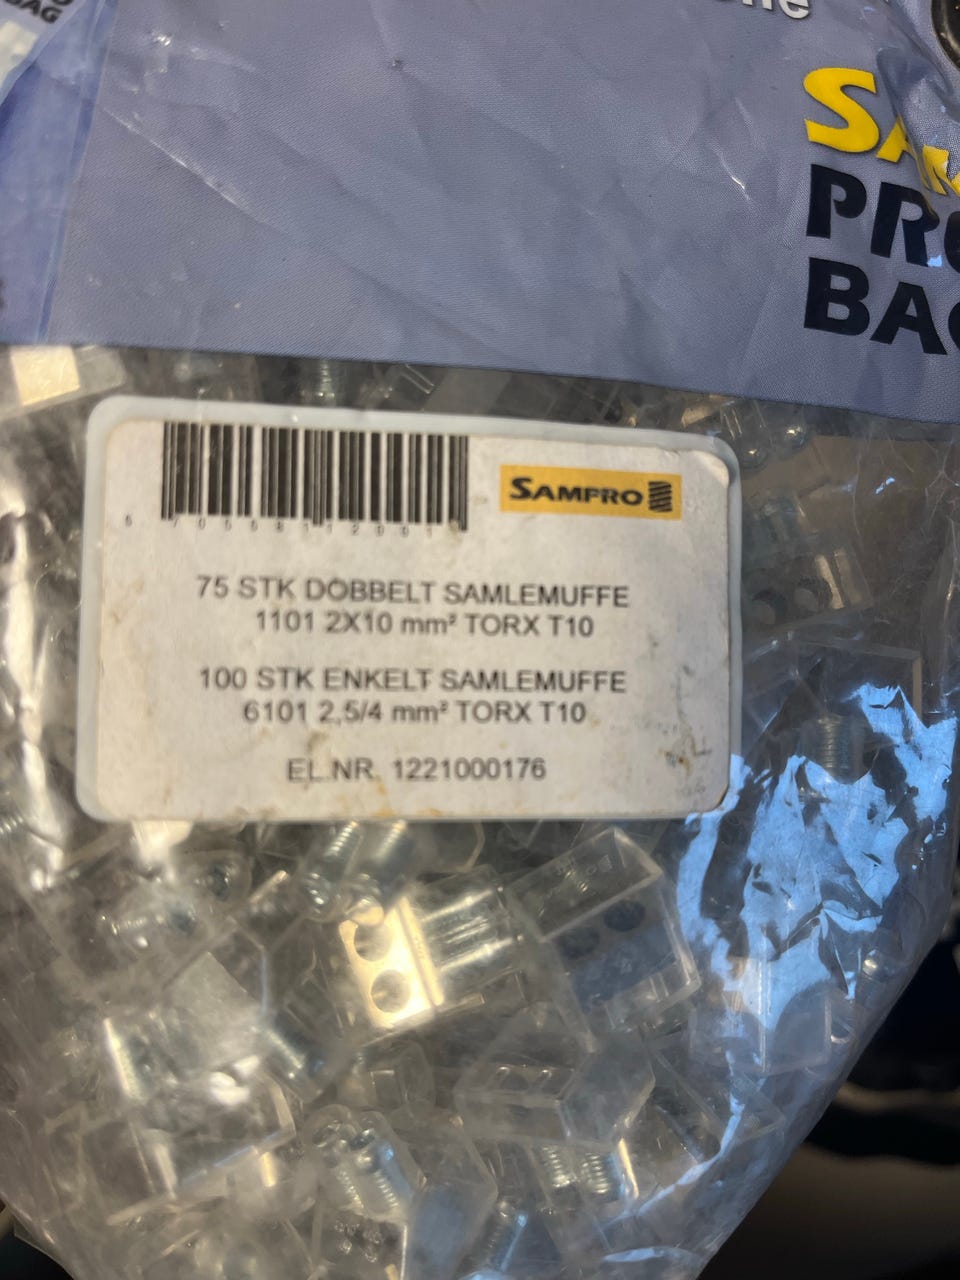 BAG
PRO
BAG
SAMPRO
75 STK DOBBELT SAMLEMUFFE
1101 2X10 mm² TORX T10
100 STK ENKELT SAMLEMUFFE
6101 2,5/4 mm² TORX T10
EL.NR. 1221000176